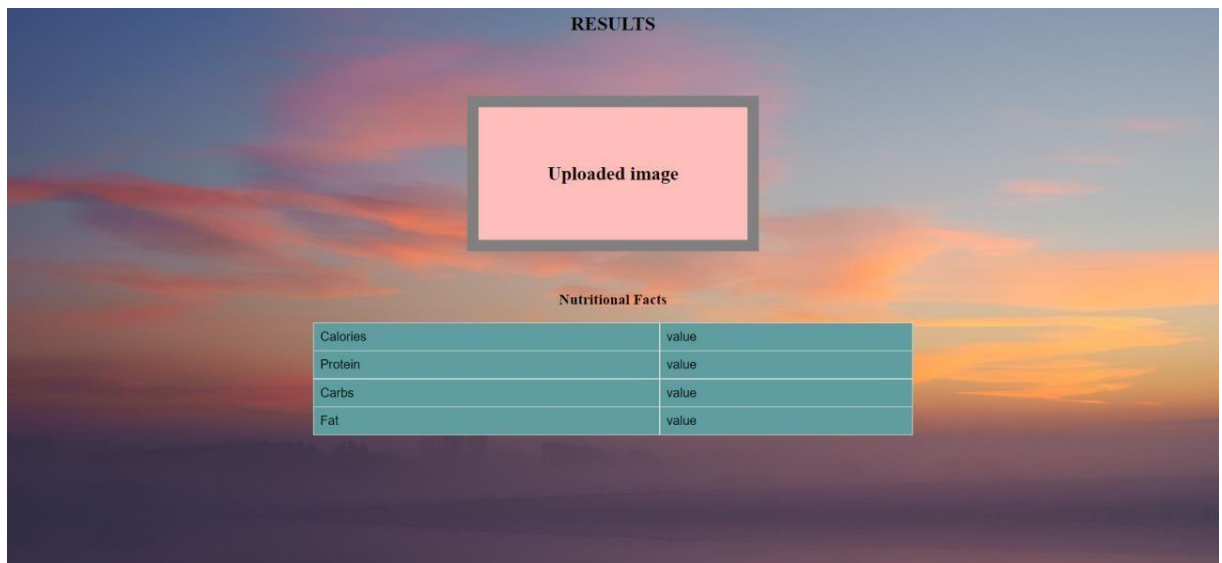 RESULTS
Uploaded image
Nutritional Facts
Calories value
Protein value
Carbs value
Fat value